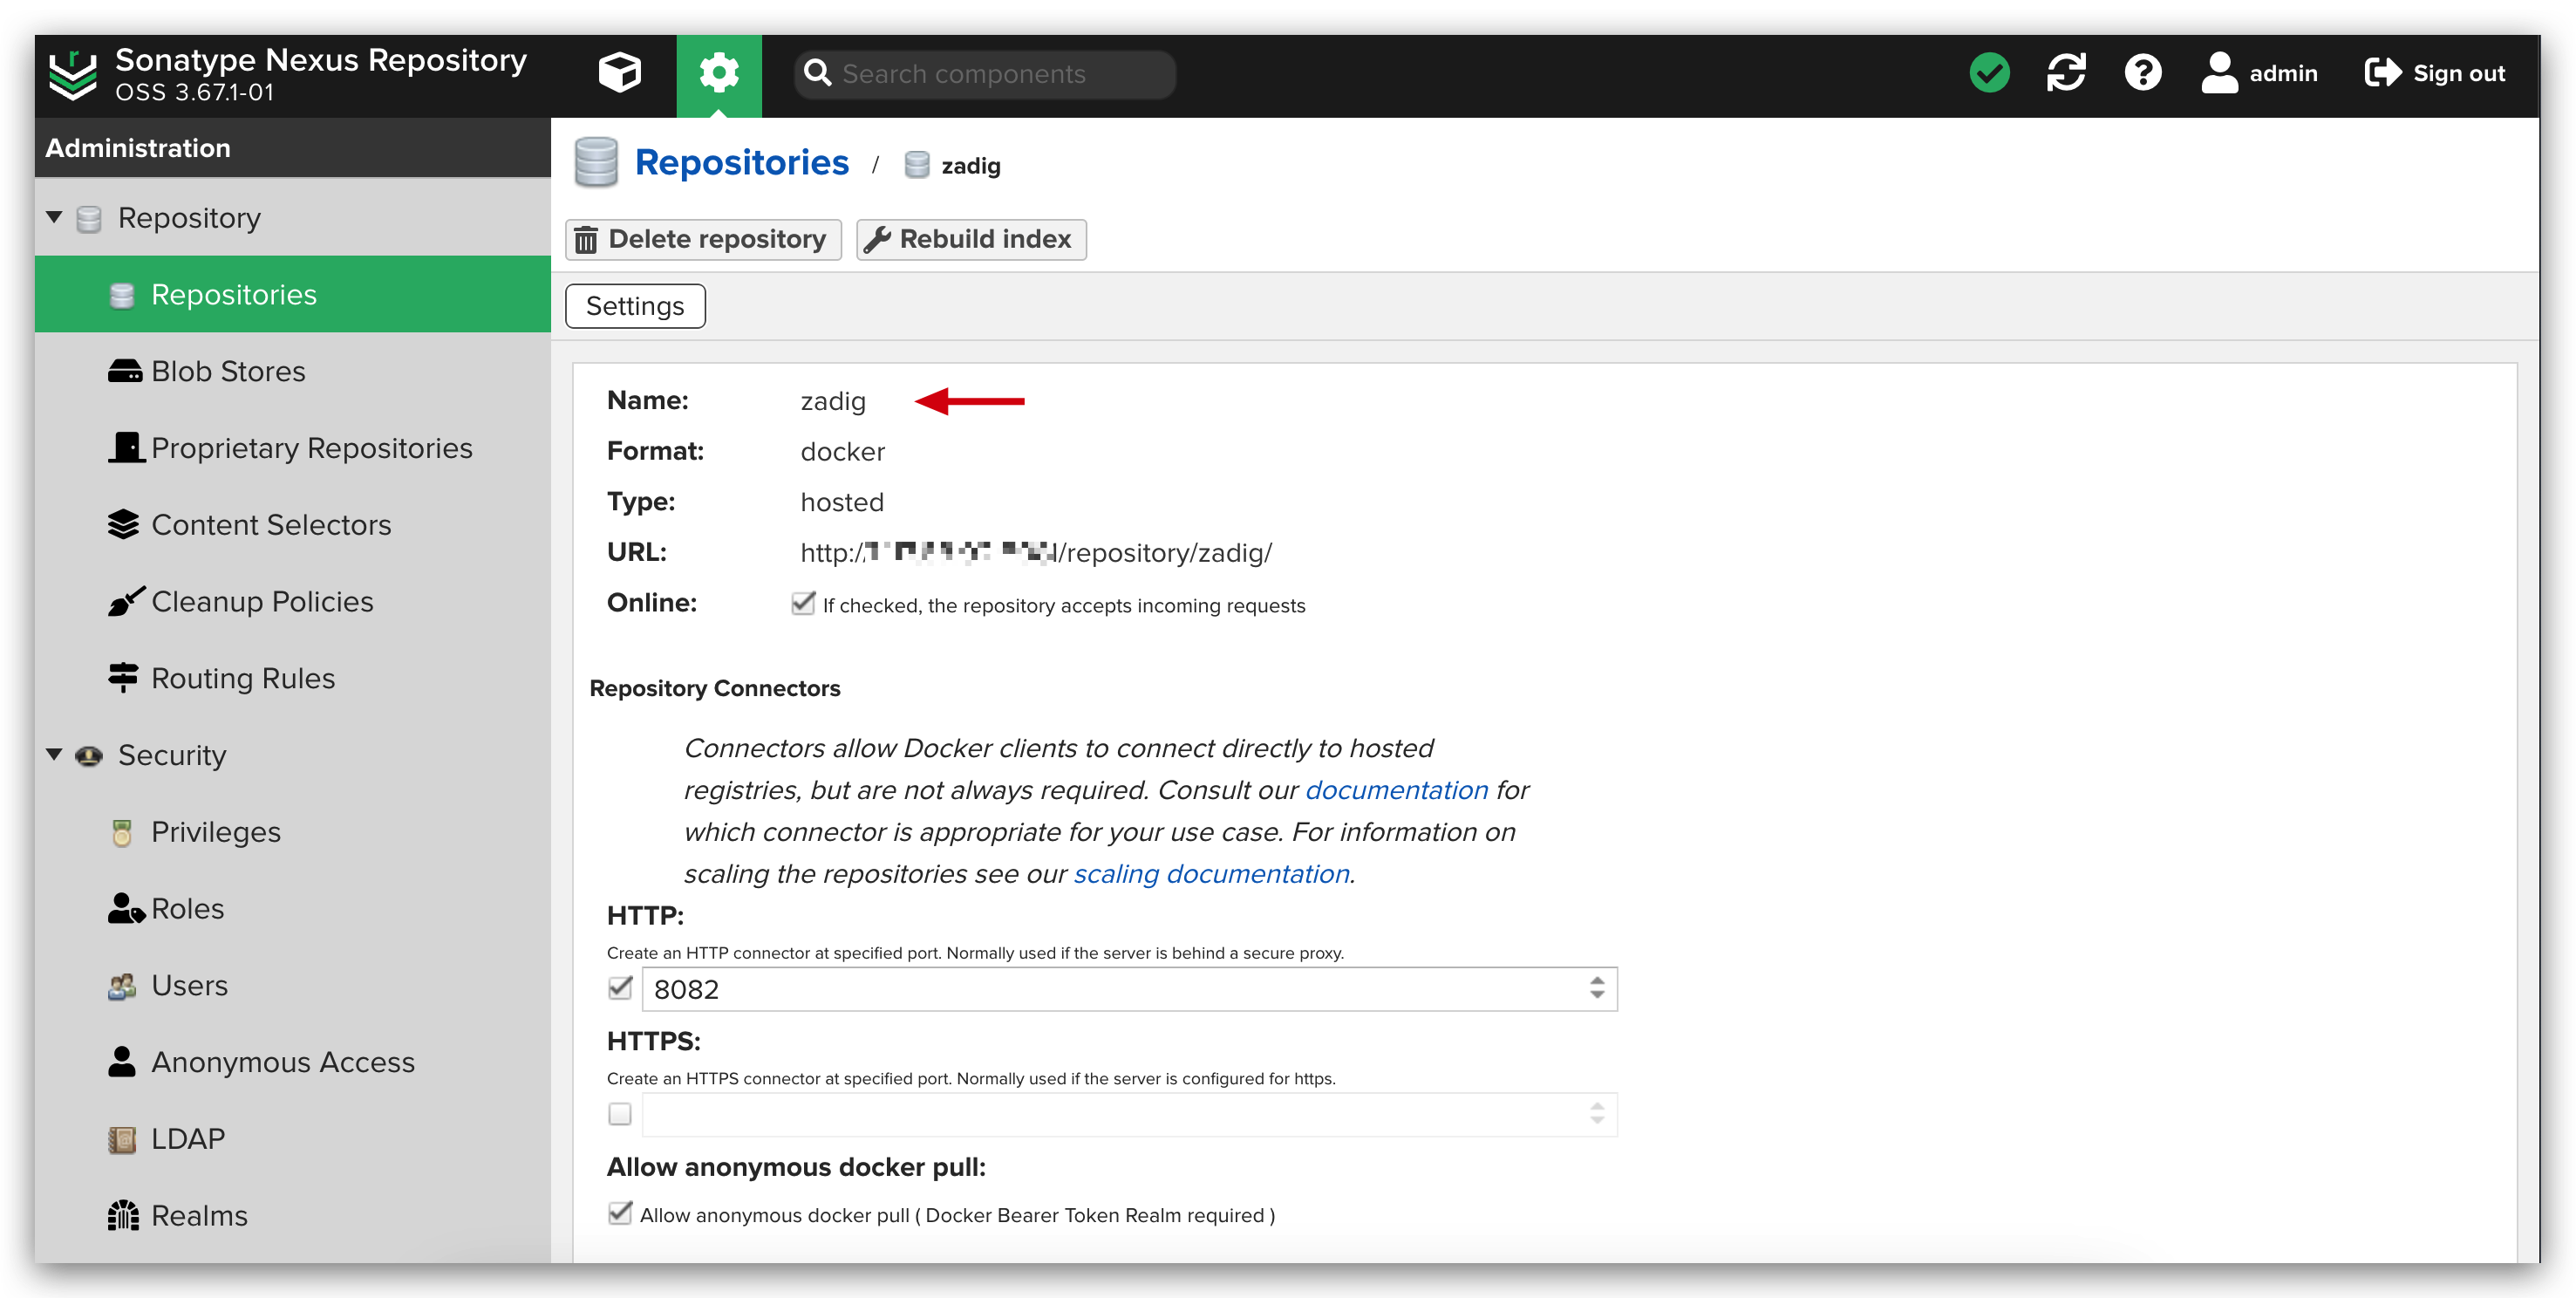 Sonatype Nexus Repository
OSS 3.67.1-01
Search components
admin
Sign out
Administration
Repository
Repositories
Blob Stores
Proprietary Repositories
Content Selectors
Cleanup Policies
Routing Rules
Security
Privileges
Roles
Users
Anonymous Access
LDAP
Realms
Repositories / zadig
Delete repository
Rebuild index
Settings
Name: zadig
Format: docker
Type: hosted
URL: http:/ /repository/zadig/
Online: If checked, the repository accepts incoming requests
Repository Connectors
Connectors allow Docker clients to connect directly to hosted
registries, but are not always required. Consult our documentation for
which connector is appropriate for your use case. For information on
scaling the repositories see our scaling documentation.
HTTP:
Create an HTTP connector at specified port. Normally used if the server is behind a secure proxy.
8082
HTTPS:
Create an HTTPS connector at specified port. Normally used if the server is configured for https.
Allow anonymous docker pull:
Allow anonymous docker pull ( Docker Bearer Token Realm required )